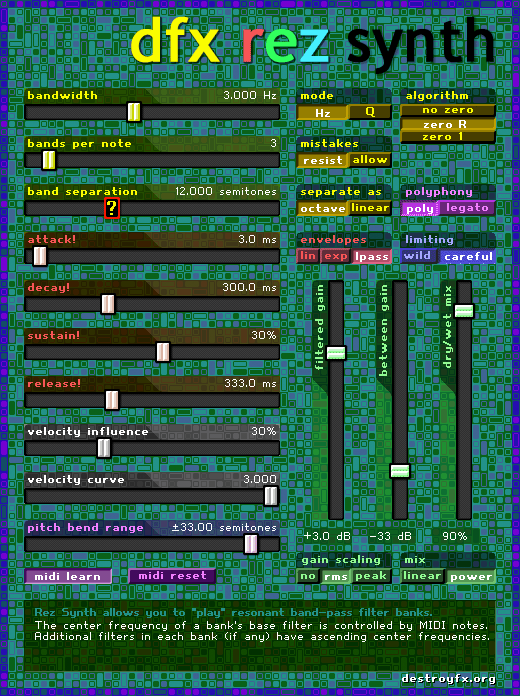 dfx rez synth
bandwidth 3.000 Hz
mode
Hz Q
algorithm
no zero
zero R
zero 1
bands per note 3
mistakes
resist allow
band separation 12.000 semitones
?
separate as
octave linear
polyphony
poly legato
attack! 3.0 ms
envelopes
lin exp lpass
limiting
wild careful
decay! 300.0 ms
sustain! 30%
release! 333.0 ms
velocity influence 30%
velocity curve 3.000
pitch bend range ±33.00 semitones
filtered gain
between gain
dry/wet mix
+3.0 dB -33 dB 90%
midi learn midi reset
gain scaling
no rms peak
mix
linear power
Rez Synth allows you to "play" resonant band-pass filter banks.
The center frequency of a bank's base filter is controlled by MIDI notes.
Additional filters in each bank (if any) have ascending center frequencies.
destroyfx.org